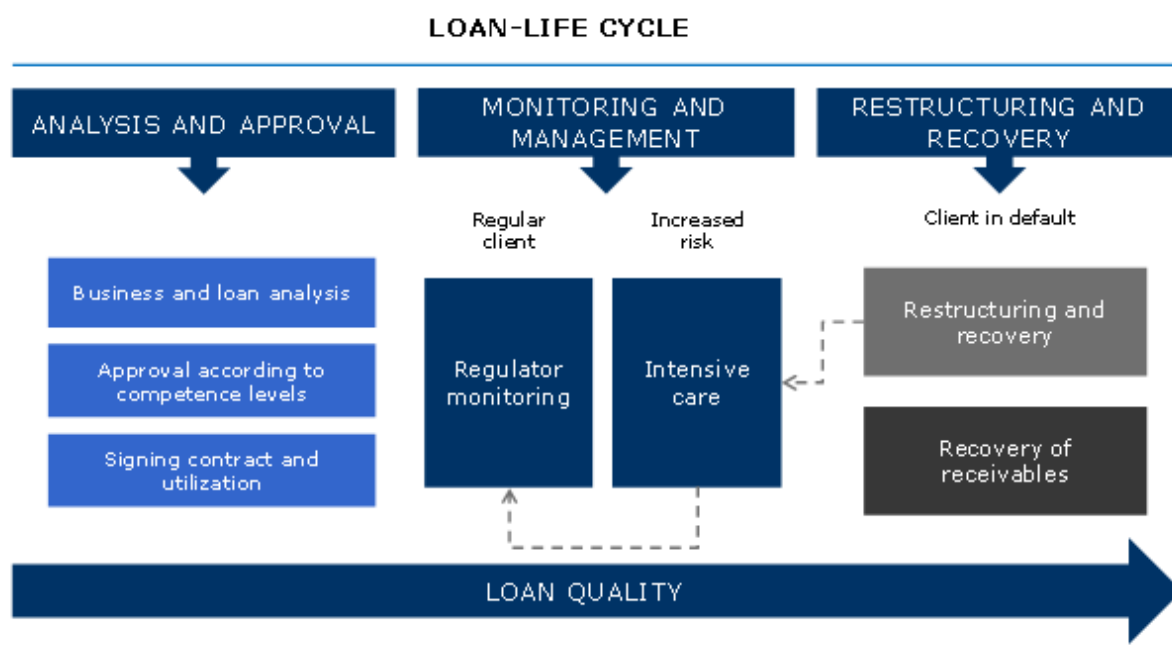 LOAN-LIFE CYCLE
ANALYSIS AND APPROVAL
MONITORING AND
MANAGEMENT
RESTRUCTURING AND
RECOVERY
Business and loan analysis
Approval according to
competence levels
Signing contract and
utilization
Regular
client
Increased
risk
Regulator
monitoring
Intensive
care
Client in default
Restructuring and
recovery
Recovery of
receivables
LOAN QUALITY